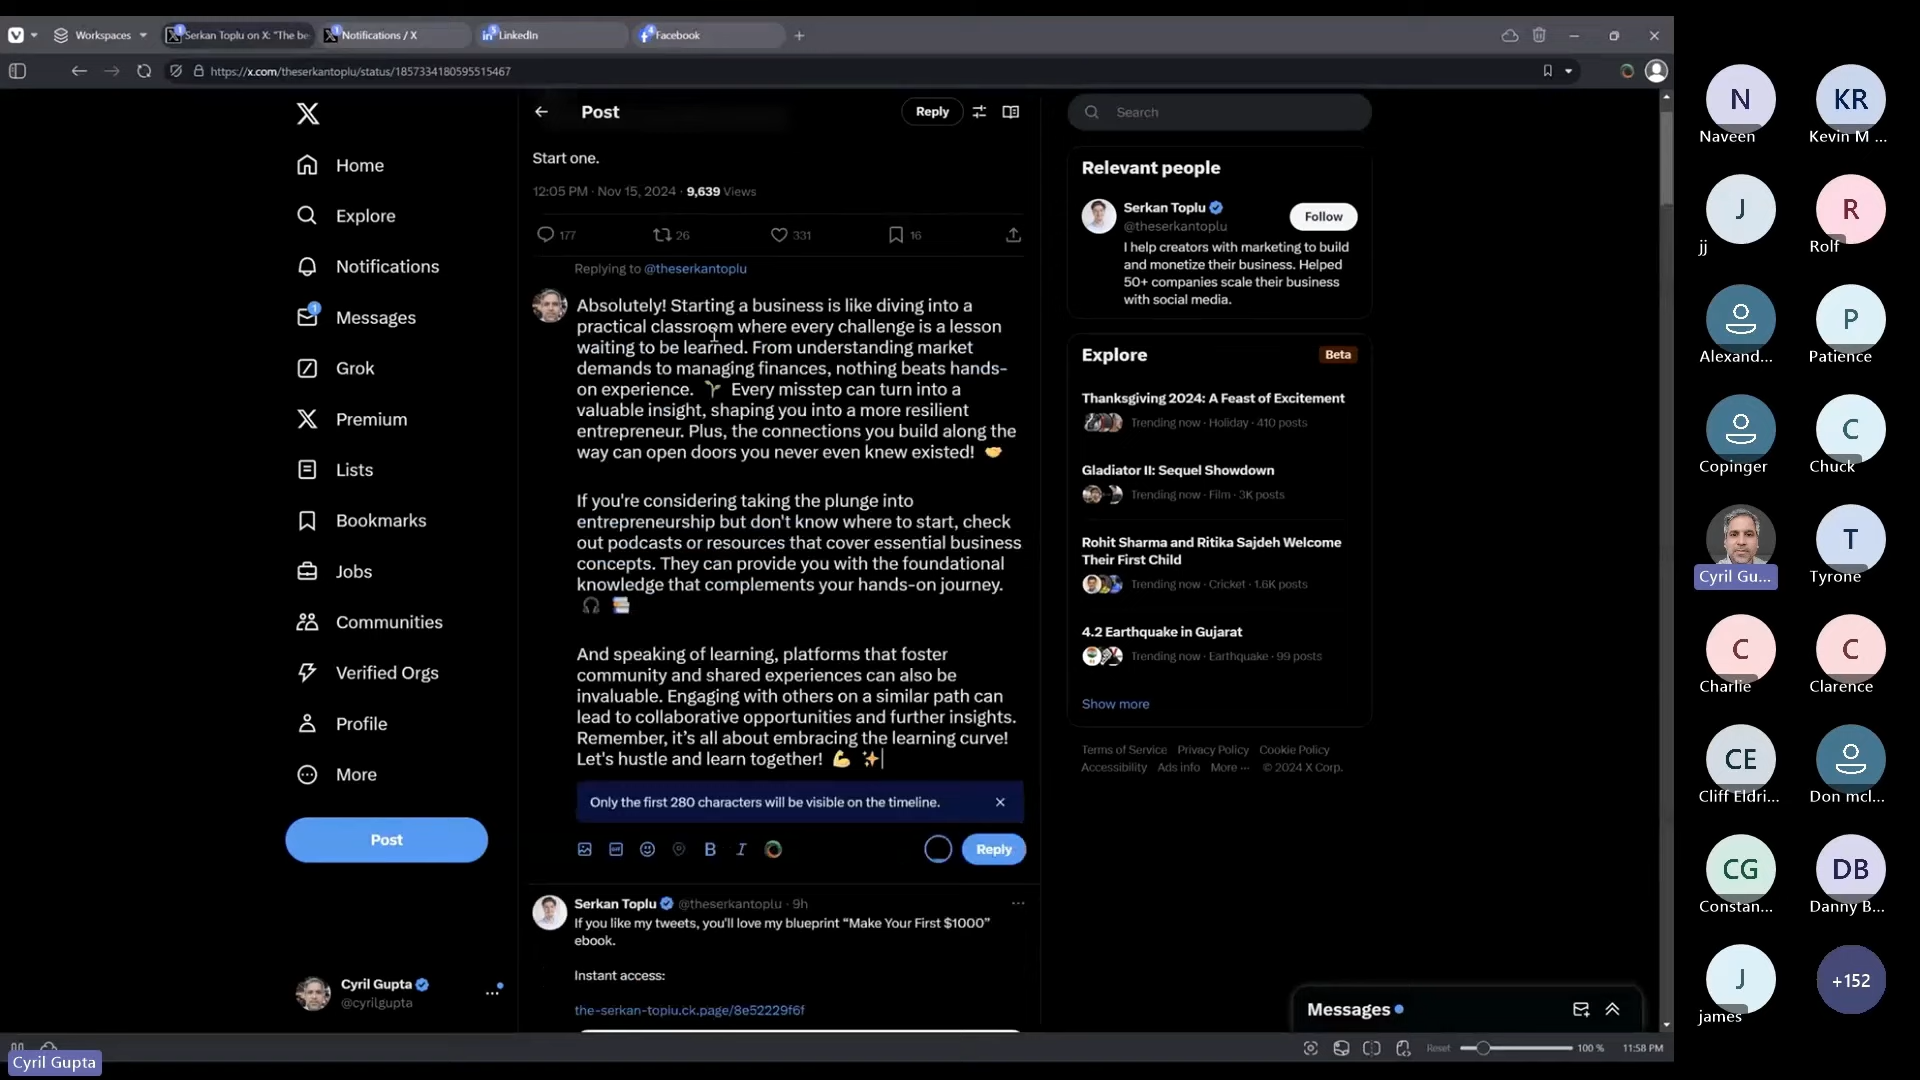 Workspaces
Serkan Toplu on X: "The be
Notifications / X
LinkedIn
Facebook
https://x.com/theserkantoplu/status/1857334180595515467
Home
Explore
Notifications
Messages
Grok
Premium
Lists
Bookmarks
Jobs
Communities
Verified Orgs
Profile
More
Post
Cyril Gupta
@cyrilgupta
Post
Reply
Start one.
12:05 PM · Nov 15, 2024 · 9,639 Views
177
26
331
16
Replying to @theserkantoplu
Absolutely! Starting a business is like diving into a
practical classroom where every challenge is a lesson
waiting to be learned. From understanding market
demands to managing finances, nothing beats hands-
on experience. 🌱 Every misstep can turn into a
valuable insight, shaping you into a more resilient
entrepreneur. Plus, the connections you build along the
way can open doors you never even knew existed! 🤝
If you're considering taking the plunge into
entrepreneurship but don't know where to start, check
out podcasts or resources that cover essential business
concepts. They can provide you with the foundational
knowledge that complements your hands-on journey.
🎧 📚
And speaking of learning, platforms that foster
community and shared experiences can also be
invaluable. Engaging with others on a similar path can
lead to collaborative opportunities and further insights.
Remember, it's all about embracing the learning curve!
Let's hustle and learn together! 💪 ✨
Only the first 280 characters will be visible on the timeline.
Reply
Serkan Toplu @theserkantoplu · 9h
If you like my tweets, you'll love my blueprint “Make Your First $1000”
ebook.
Instant access:
the-serkan-toplu.ck.page/8e52229f6f
Search
Relevant people
Serkan Toplu
@theserkantoplu
Follow
I help creators with marketing to build
and monetize their business. Helped
50+ companies scale their business
with social media.
Explore
Beta
Thanksgiving 2024: A Feast of Excitement
Trending now · Holiday · 410 posts
Gladiator II: Sequel Showdown
Trending now · Film · 3K posts
Rohit Sharma and Ritika Sajdeh Welcome
Their First Child
Trending now · Cricket · 1.6K posts
4.2 Earthquake in Gujarat
Trending now · Earthquake · 99 posts
Show more
Terms of Service Privacy Policy Cookie Policy
Accessibility Ads info More ··· © 2024 X Corp.
Messages
Reset
100 %
11:58 PM
Cyril Gupta
N
Naveen
KR
Kevin M ...
J
jj
R
Rolf
Alexand...
P
Patience
Copinger
C
Chuck
Cyril Gu...
T
Tyrone
C
Charlie
C
Clarence
CE
Cliff Eldri...
Don mcl...
CG
Constan...
DB
Danny B...
J
james
+152